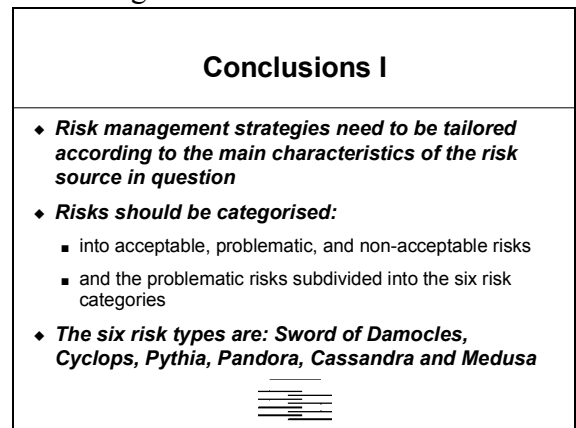 Conclusions I
◆ Risk management strategies need to be tailored
according to the main characteristics of the risk
source in question
◆ Risks should be categorised:
■ into acceptable, problematic, and non-acceptable risks
■ and the problematic risks subdivided into the six risk
categories
◆ The six risk types are: Sword of Damocles,
Cyclops, Pythia, Pandora, Cassandra and Medusa